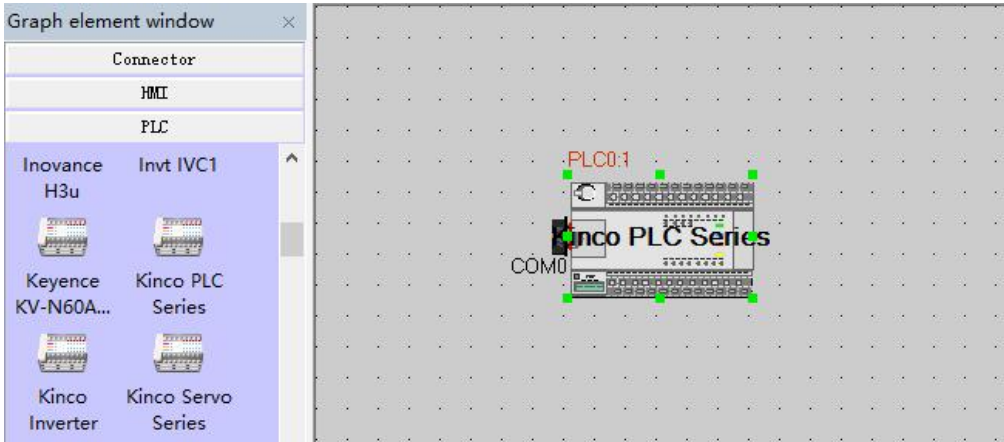 Graph element window
Connector
HMI
PLC
Inovance
H3u
Invt IVC1
Keyence
KV-N60A...
Kinco PLC
Series
Kinco
Inverter
Kinco Servo
Series
PLC0:1
Kinco PLC Series
COM0